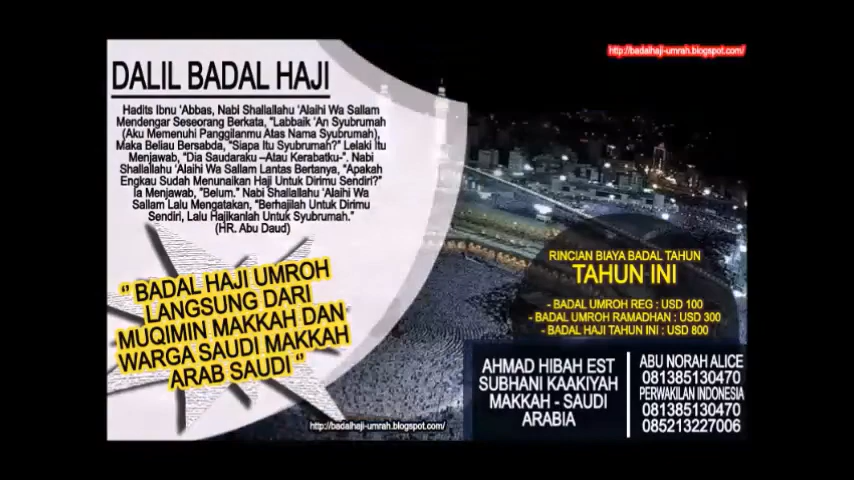 http://badalhaji-umrah.blogspot.com/
DALIL BADAL HAJI
Hadits Ibnu 'Abbas, Nabi Shallallahu 'Alaihi Wa Sallam
Mendengar Seseorang Berkata, "Labbaik 'An Syubrumah
(Aku Memenuhi Panggilanmu Atas Nama Syubrumah),
Maka Beliau Bersabda, "Siapa Itu Syubrumah?" Lelaki Itu
Menjawab, "Dia Saudaraku –Atau Kerabatku-". Nabi
Shallallahu 'Alaihi Wa Sallam Lantas Bertanya, "Apakah
Engkau Sudah Menunaikan Haji Untuk Dirimu Sendiri?"
Ia Menjawab, "Belum." Nabi Shallallahu 'Alaihi Wa
Sallam Lalu Mengatakan, "Berhajilah Untuk Dirimu
Sendiri, Lalu Hajikanlah Untuk Syubrumah."
(HR. Abu Daud)
" BADAL HAJI UMROH
LANGSUNG DARI
MUQIMIN MAKKAH DAN
WARGA SAUDI MAKKAH
ARAB SAUDI "
RINCIAN BIAYA BADAL TAHUN
TAHUN INI
- BADAL UMROH REG : USD 100
- BADAL UMROH RAMADHAN : USD 300
- BADAL HAJI TAHUN INI : USD 800
AHMAD HIBAH EST
SUBHANI KAAKIYAH
MAKKAH - SAUDI
ARABIA
ABU NORAH ALICE
081385130470
PERWAKILAN INDONESIA
081385130470
085213227006
http://badalhaji-umrah.blogspot.com/